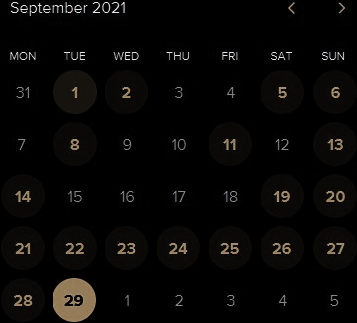 September 2021
MON TUE WED THU FRI SAT SUN
31 1 2 3 4 5 6
7 8 9 10 11 12 13
14 15 16 17 18 19 20
21 22 23 24 25 26 27
28 29 1 2 3 4 5